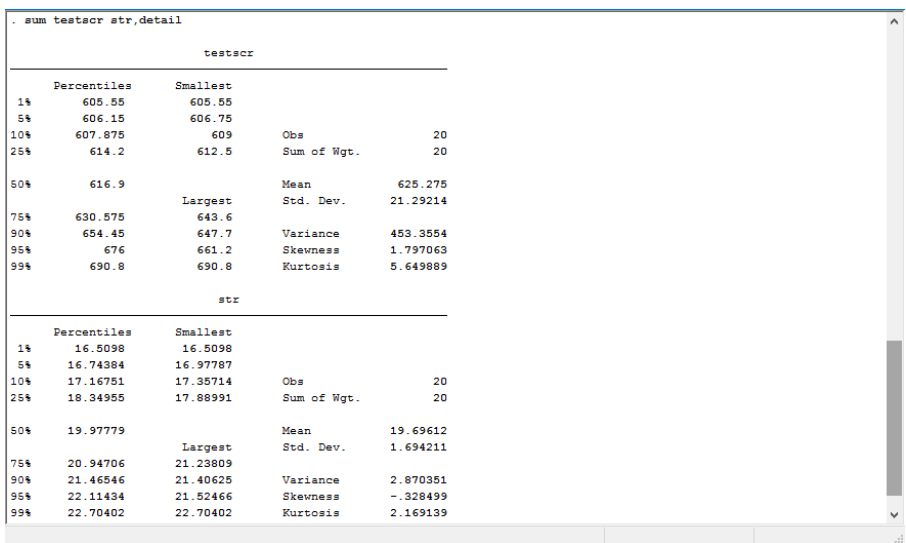 . sum testscr str,detail
testscr
Percentiles Smallest
1% 605.55 605.55
5% 606.15 606.75
10% 607.875 609 Obs 20
25% 614.2 612.5 Sum of Wgt. 20
50% 616.9 Mean 625.275
Largest Std. Dev. 21.29214
75% 630.575 643.6
90% 654.45 647.7 Variance 453.3554
95% 676 661.2 Skewness 1.797063
99% 690.8 690.8 Kurtosis 5.649889
str
Percentiles Smallest
1% 16.5098 16.5098
5% 16.74384 16.97787
10% 17.16751 17.35714 Obs 20
25% 18.34955 17.88991 Sum of Wgt. 20
50% 19.97779 Mean 19.69612
Largest Std. Dev. 1.694211
75% 20.94706 21.23809
90% 21.46546 21.40625 Variance 2.870351
95% 22.11434 21.52466 Skewness -.328499
99% 22.70402 22.70402 Kurtosis 2.169139